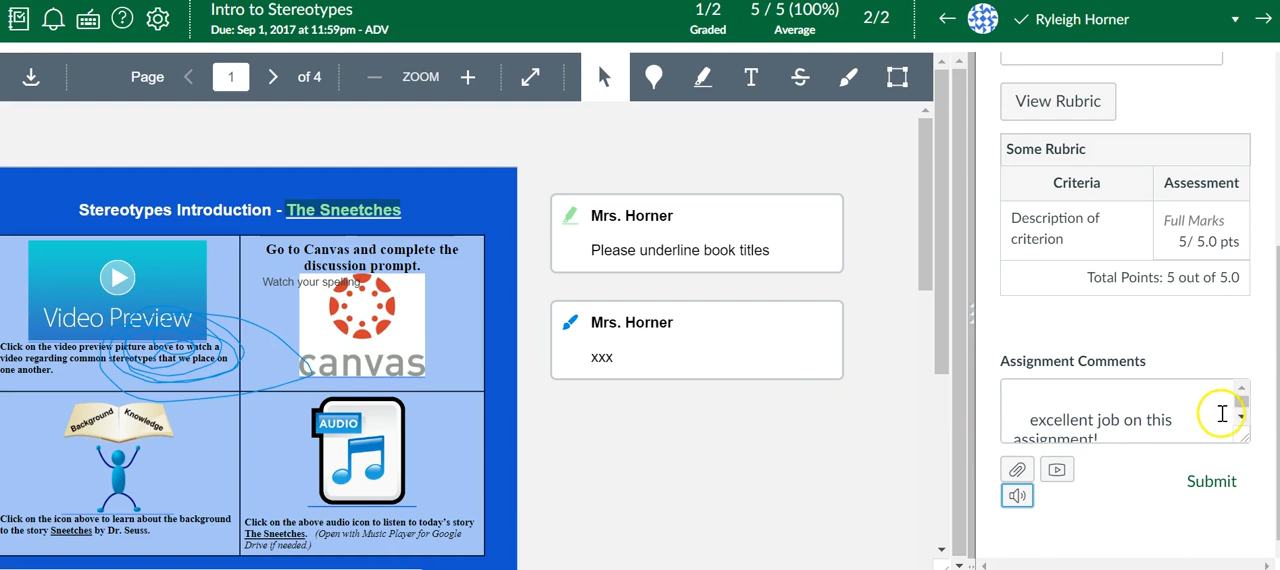 Intro to Stereotypes
Due: Sep 1, 2017 at 11:59pm - ADV
1/2
Graded
5 / 5 (100%)
Average
2/2
Ryleigh Horner
Page
1
of 4
ZOOM
T
View Rubric
Some Rubric
Criteria
Assessment
Description of
criterion
Full Marks
5/ 5.0 pts
Total Points: 5 out of 5.0
Assignment Comments
excellent job on this
assignment!
Submit
Stereotypes Introduction - The Sneetches
Video Preview
Click on the video preview picture above to watch a
video regarding common stereotypes that we place on
one another.
Go to Canvas and complete the
discussion prompt.
Watch your spelling
canvas
Background Knowledge
Click on the icon above to learn about the background
to the story Sneetches by Dr. Seuss.
AUDIO
Click on the above audio icon to listen to today's story
The Sneetches. (Open with Music Player for Google
Drive if needed.)
Mrs. Horner
Please underline book titles
Mrs. Horner
xxx